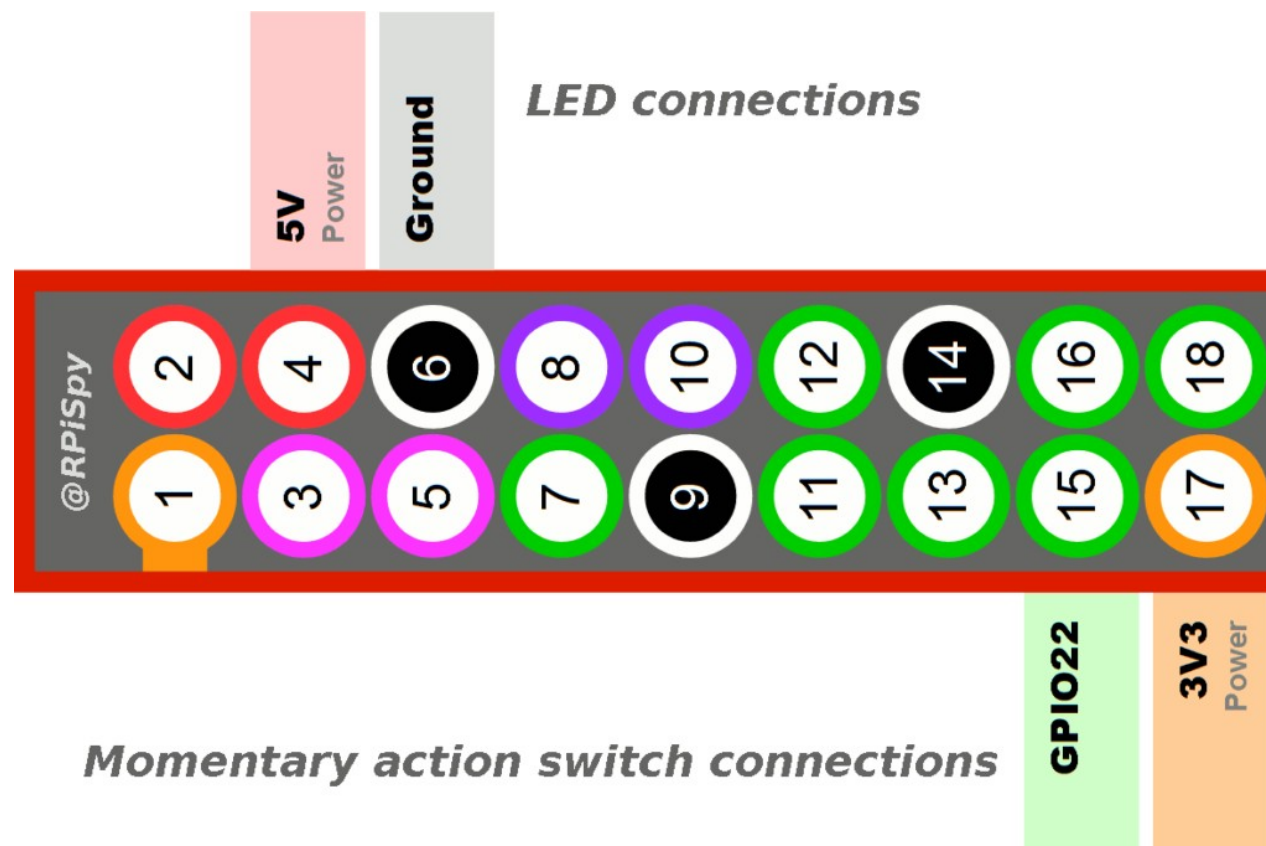 LED connections
5V
Power
Ground
@RPiSpy
2 4 6 8 10 12 14 16 18
1 3 5 7 9 11 13 15 17
GPIO22
3V3
Power
Momentary action switch connections